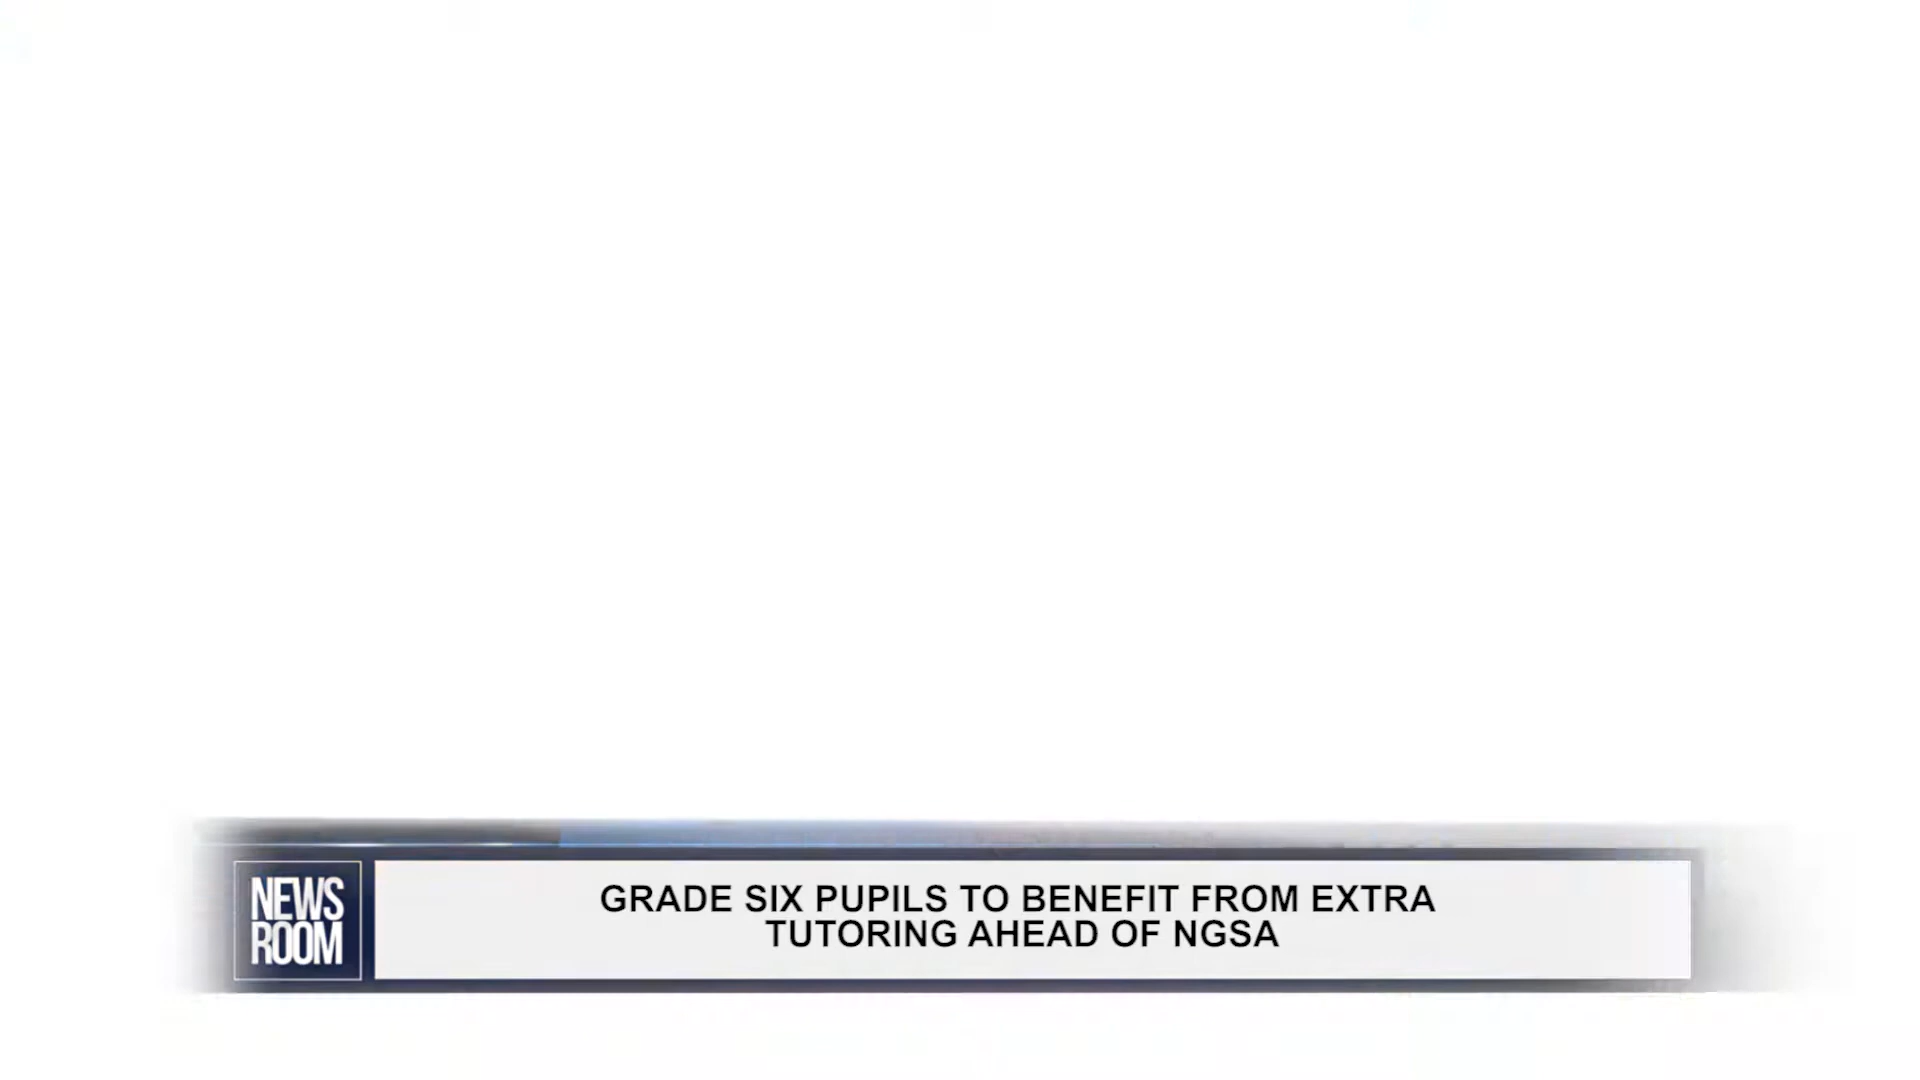 NEWS
ROOM
GRADE SIX PUPILS TO BENEFIT FROM EXTRA
TUTORING AHEAD OF NGSA